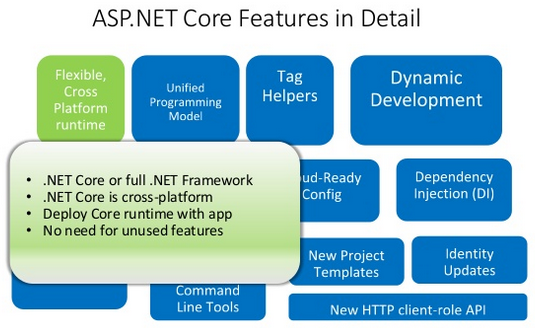 ASP.NET Core Features in Detail
Flexible,
Cross
Platform
runtime
Unified
Programming
Model
Tag
Helpers
Dynamic
Development
• .NET Core or full .NET Framework
• .NET Core is cross-platform
• Deploy Core runtime with app
• No need for unused features
Config
Dependency
Injection (DI)
New Project
Templates
Identity
Updates
Command
Line Tools
New HTTP client-role API